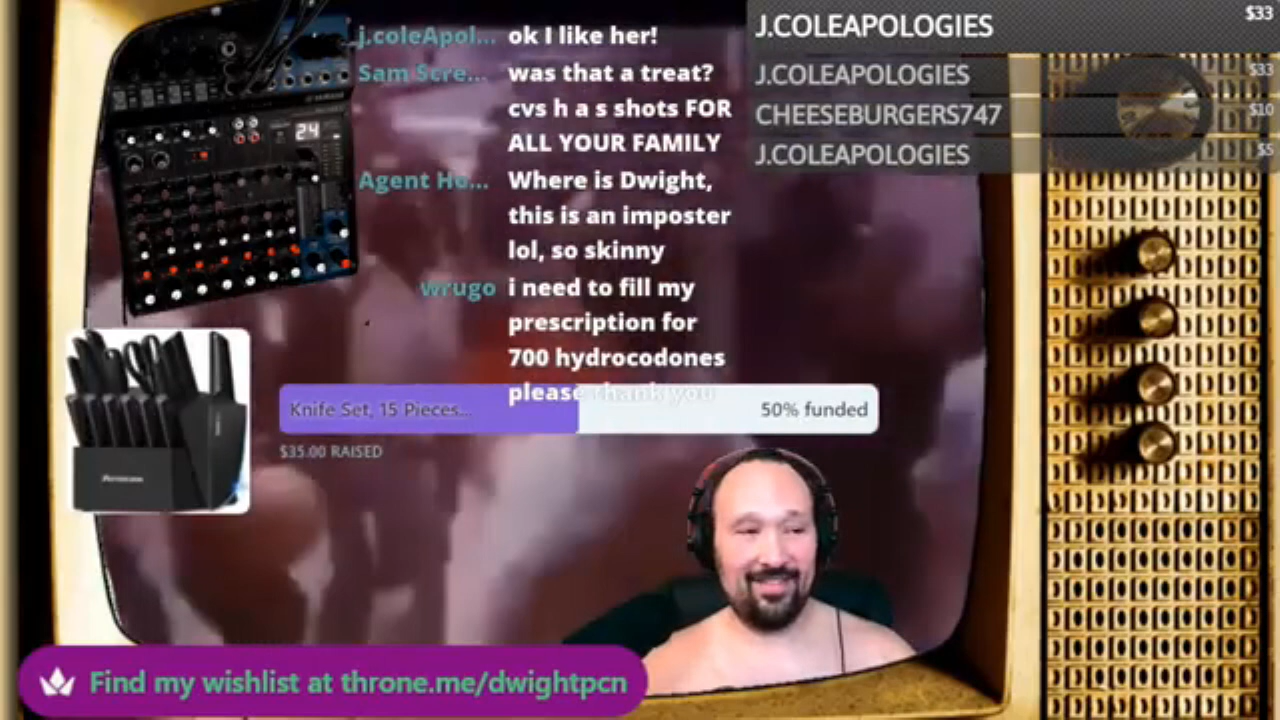 j.coleApol... ok I like her!
Sam Scre... was that a treat?
cvs h a s shots FOR
ALL YOUR FAMILY
Agent Ho... Where is Dwight,
this is an imposter
lol, so skinny
wrugo i need to fill my
prescription for
700 hydrocodones
please thank you
J.COLEAPOLOGIES $33
J.COLEAPOLOGIES $33
CHEESEBURGERS747 $10
J.COLEAPOLOGIES $5
24
Knife Set, 15 Pieces... 50% funded
$35.00 RAISED
Find my wishlist at throne.me/dwightpcn